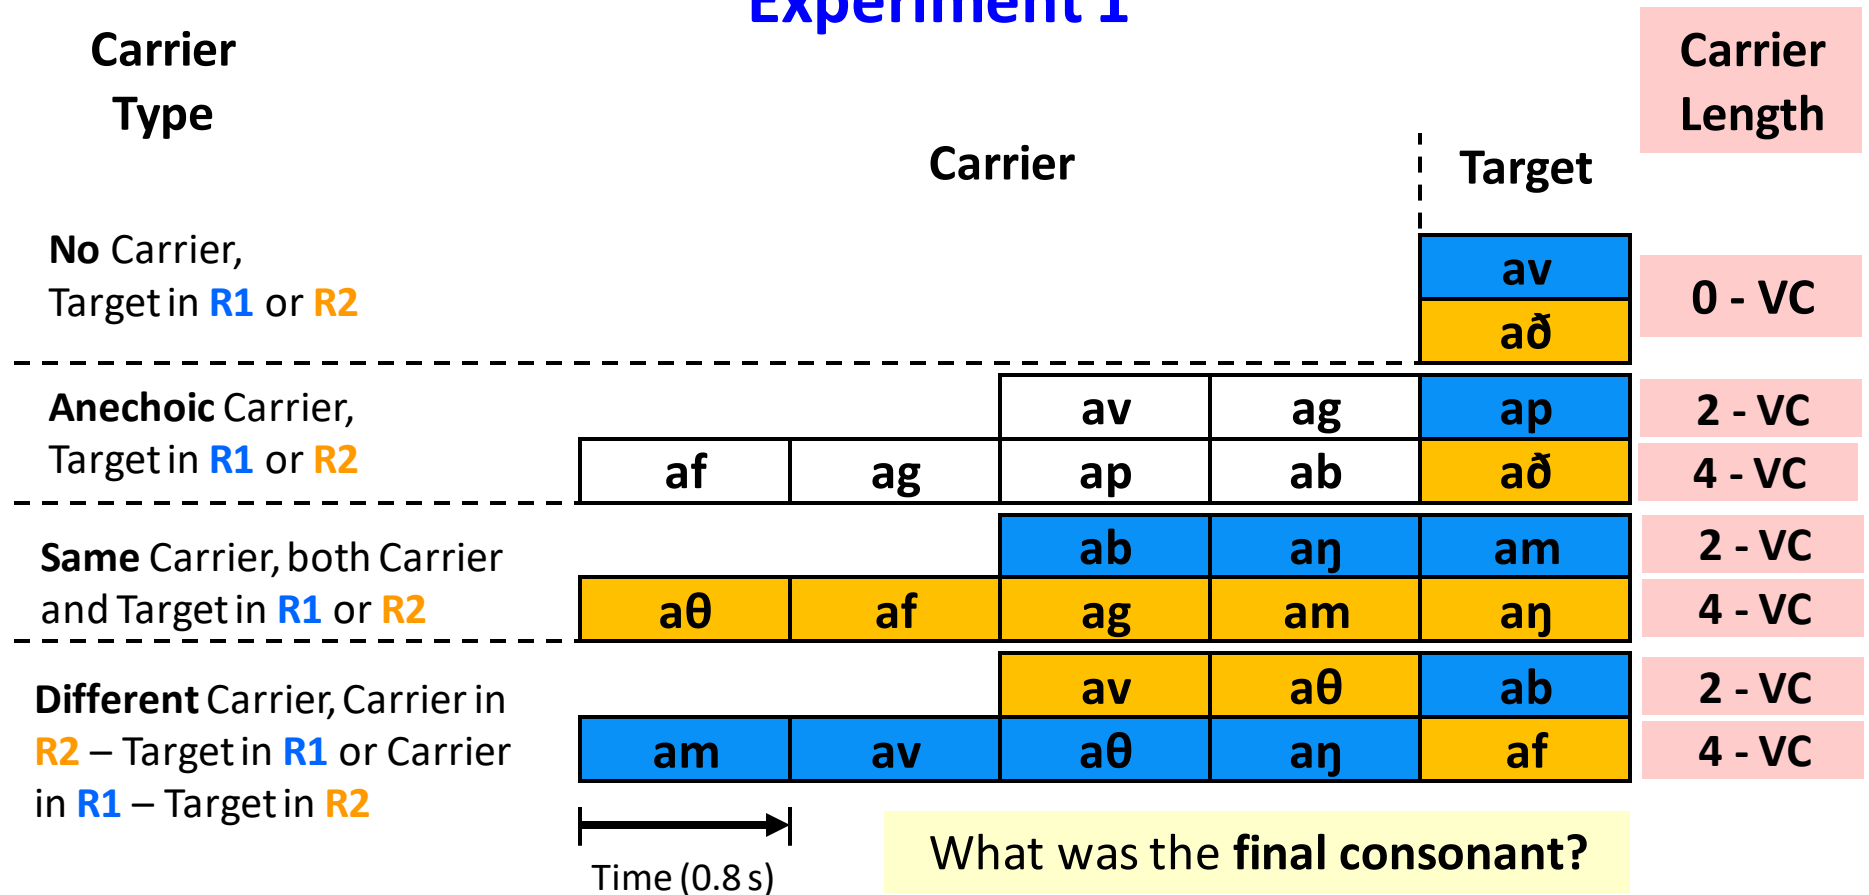 Experiment 1
Carrier
Type
Carrier
Target
Carrier
Length
No Carrier,
Target in R1 or R2
av
að
0 - VC
Anechoic Carrier,
Target in R1 or R2
av ag ap 2 - VC
af ag ap ab að 4 - VC
Same Carrier, both Carrier
and Target in R1 or R2
ab aŋ am 2 - VC
aθ af ag am aŋ 4 - VC
Different Carrier, Carrier in
R2 – Target in R1 or Carrier
in R1 – Target in R2
av aθ ab 2 - VC
am av aθ aŋ af 4 - VC
Time (0.8 s)
What was the final consonant?